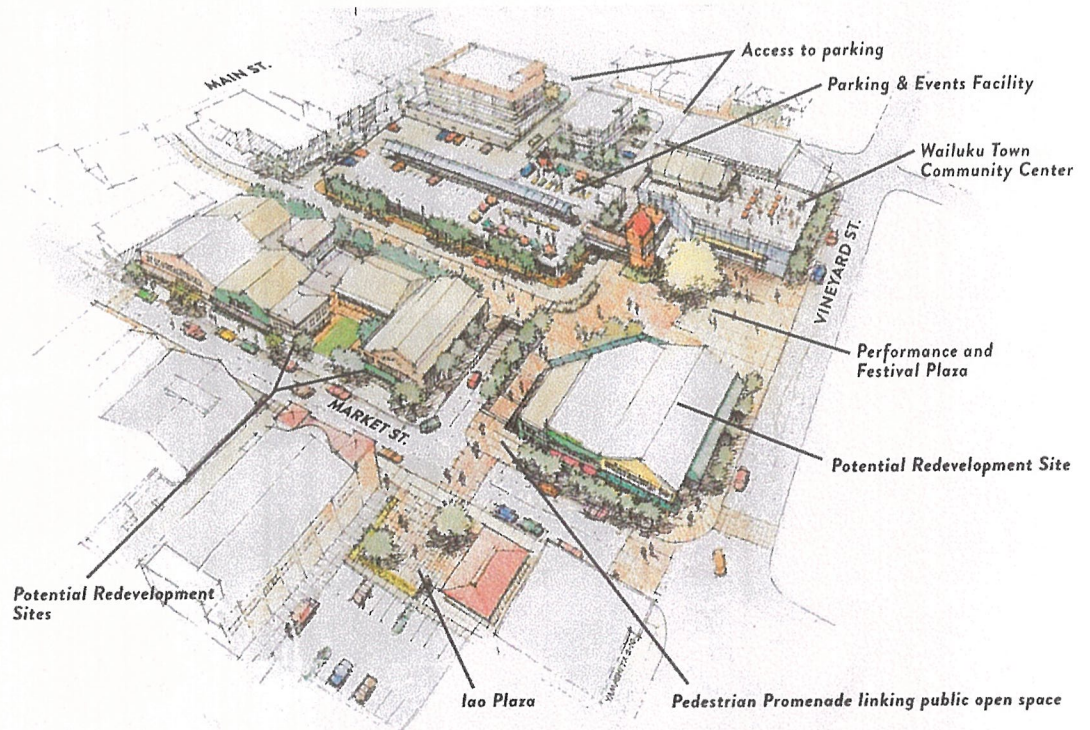 Access to parking
MAIN ST.
Parking & Events Facility
Wailuku Town
Community Center
VINEYARD ST.
Performance and
Festival Plaza
MARKET ST.
Potential Redevelopment Site
Potential Redevelopment
Sites
Iao Plaza
Pedestrian Promenade linking public open space